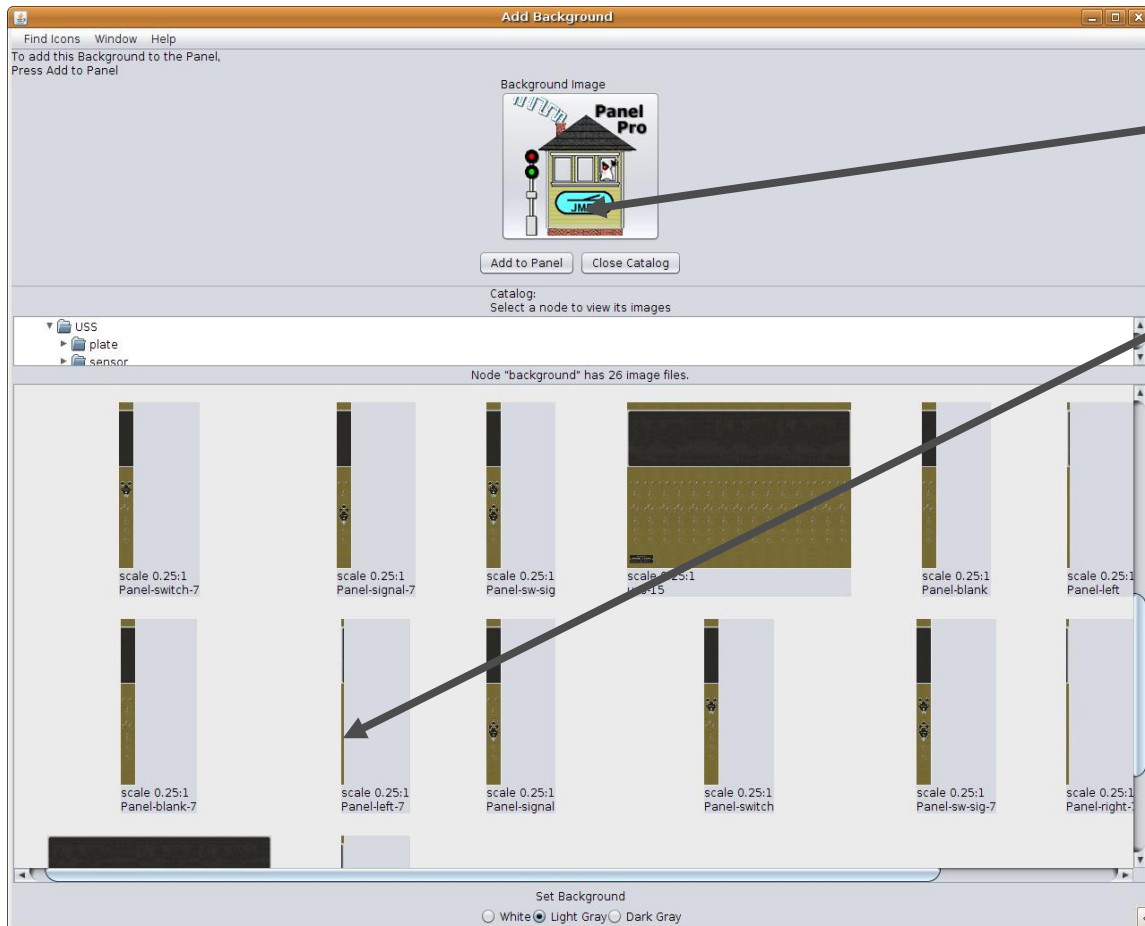 Add Background
Find Icons Window Help
To add this Background to the Panel,
Press Add to Panel
Background Image
Panel
Pro
Add to Panel Close Catalog
Catalog:
Select a node to view its images
USS
plate
sensor
Node "background" has 26 image files.
scale 0.25:1 scale 0.25:1 scale 0.25:1 scale 0.25:1 scale 0.25:1 scale 0.25:1
Panel-switch-7 Panel-signal-7 Panel-sw-sig Panel-blank Panel-left
scale 0.25:1 scale 0.25:1 scale 0.25:1 scale 0.25:1 scale 0.25:1 scale 0.25:1
Panel-blank-7 Panel-left-7 Panel-signal Panel-switch Panel-sw-sig-7 Panel-right-
Set Background
White Light Gray Dark Gray